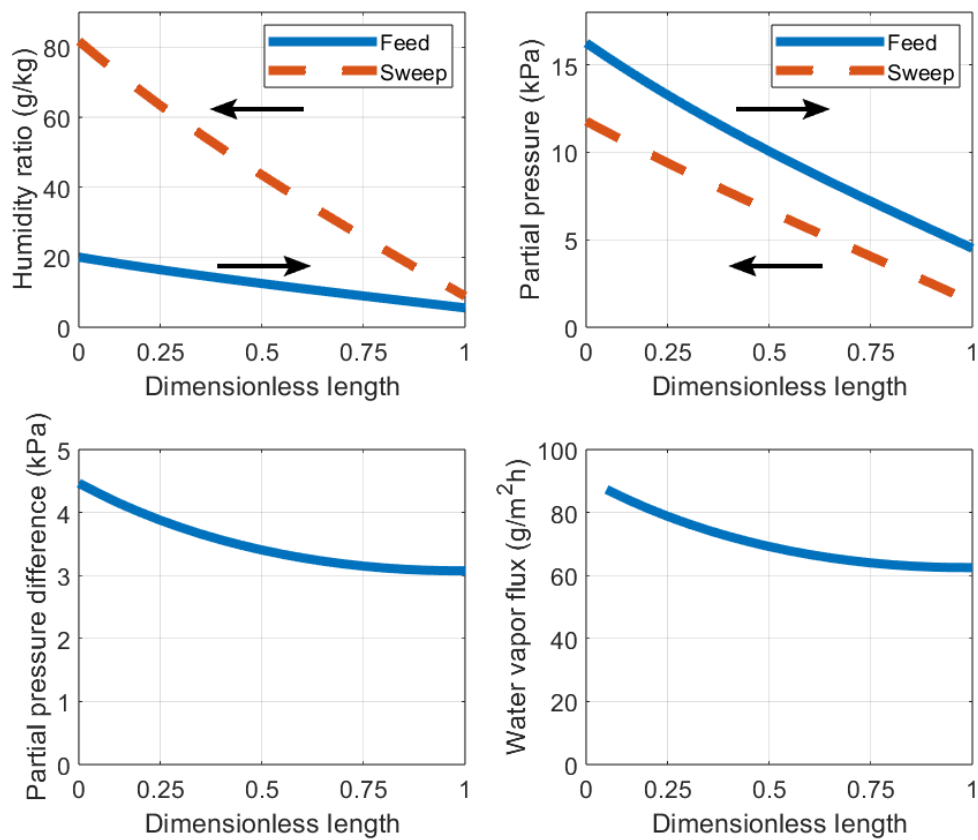 Humidity ratio (g/kg)
80
60
40
20
0
Feed
Sweep
0 0.25 0.5 0.75 1
Dimensionless length
Partial pressure (kPa)
15
10
5
0
Feed
Sweep
0 0.25 0.5 0.75 1
Dimensionless length
Partial pressure difference (kPa)
5
4
3
2
1
0
0 0.25 0.5 0.75 1
Dimensionless length
Water vapor flux (g/m²h)
100
80
60
40
20
0
0 0.25 0.5 0.75 1
Dimensionless length